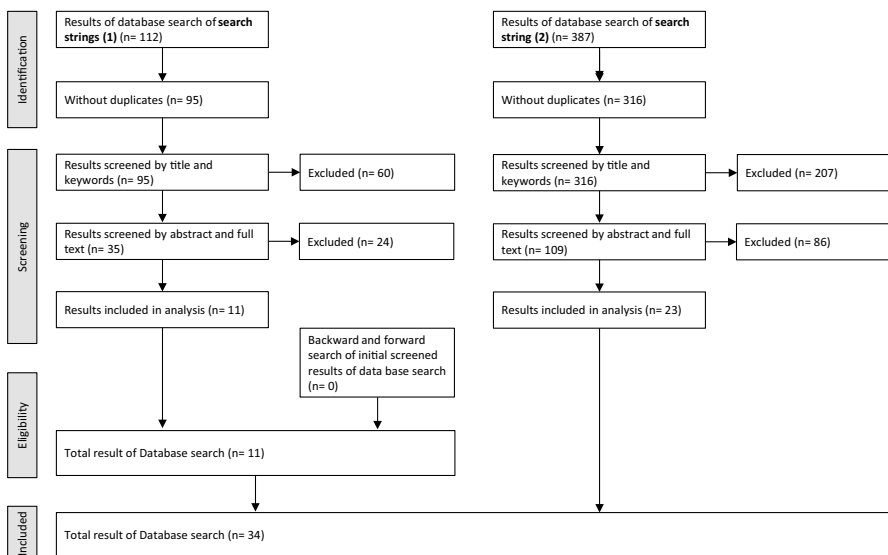 Identification
Results of database search of search
strings (1) (n= 112)
Results of database search of search
string (2) (n= 387)
Without duplicates (n= 95)
Without duplicates (n= 316)
Screening
Results screened by title and
keywords (n= 95)
Excluded (n= 60)
Results screened by title and
keywords (n= 316)
Excluded (n= 207)
Results screened by abstract and full
text (n= 35)
Excluded (n= 24)
Results screened by abstract and full
text (n= 109)
Excluded (n= 86)
Results included in analysis (n= 11)
Results included in analysis (n= 23)
Backward and forward
search of initial screened
results of data base search
(n= 0)
Eligibility
Total result of Database search (n= 11)
Included
Total result of Database search (n= 34)